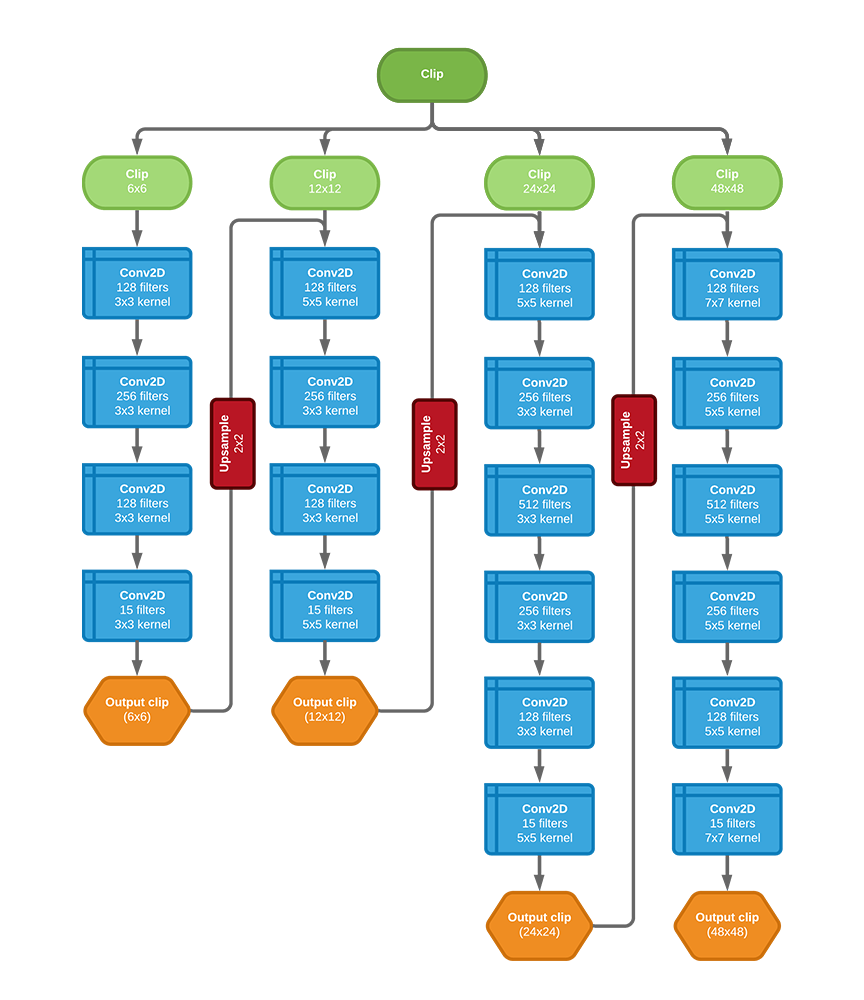 Clip
Clip
6x6
Clip
12x12
Clip
24x24
Clip
48x48
Conv2D
128 filters
3x3 kernel
Conv2D
256 filters
3x3 kernel
Conv2D
128 filters
3x3 kernel
Conv2D
15 filters
3x3 kernel
Output clip
(6x6)
Upsample
2x2
Conv2D
128 filters
5x5 kernel
Conv2D
256 filters
3x3 kernel
Conv2D
128 filters
3x3 kernel
Conv2D
15 filters
5x5 kernel
Output clip
(12x12)
Upsample
2x2
Conv2D
128 filters
5x5 kernel
Conv2D
256 filters
3x3 kernel
Conv2D
512 filters
3x3 kernel
Conv2D
256 filters
3x3 kernel
Conv2D
128 filters
3x3 kernel
Conv2D
15 filters
5x5 kernel
Output clip
(24x24)
Upsample
2x2
Conv2D
128 filters
7x7 kernel
Conv2D
256 filters
5x5 kernel
Conv2D
512 filters
5x5 kernel
Conv2D
256 filters
5x5 kernel
Conv2D
128 filters
5x5 kernel
Conv2D
15 filters
7x7 kernel
Output clip
(48x48)